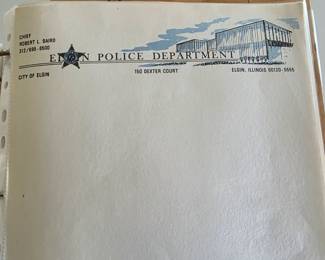 CHIEF
ROBERT L. BAIRD
312/695-6500
ELGIN POLICE DEPARTMENT
CITY OF ELGIN
150 DEXTER COURT
ELGIN, ILLINOIS 60120-5555